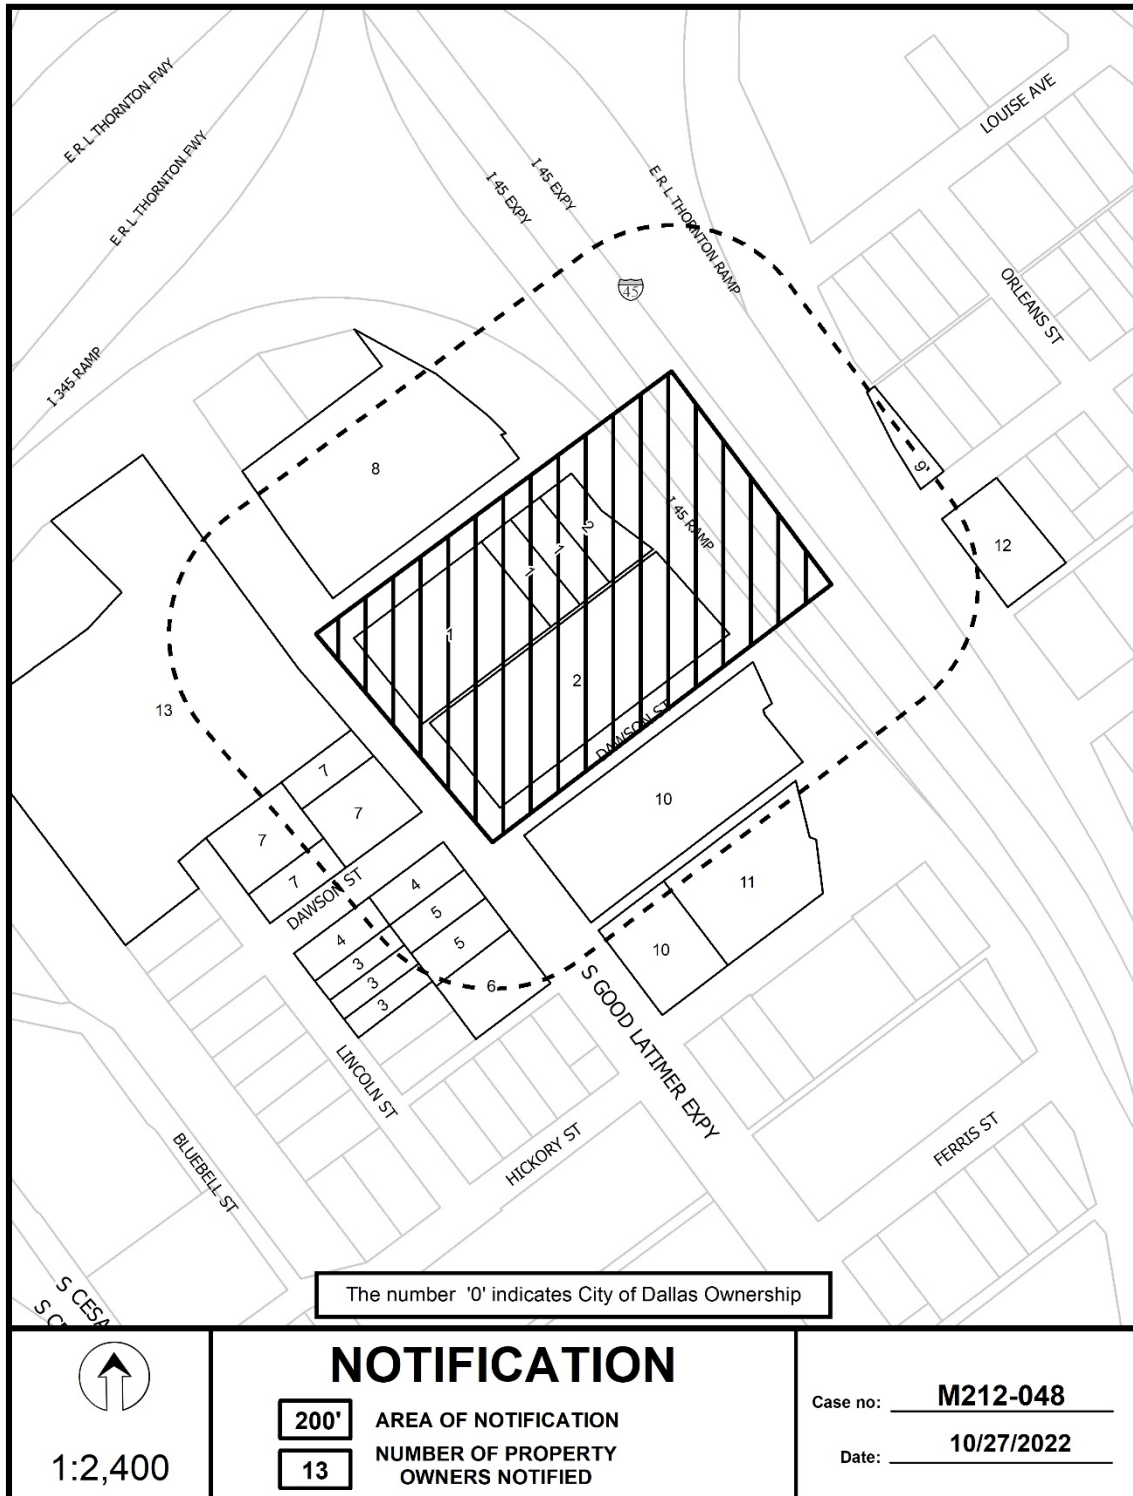 E R L THORNTON FWY
E R L THORNTON FWY
I 45 EXPY
I 45 EXPY
E R L THORNTON RAMP
LOUISE AVE
ORLEANS ST
45
I 345 RAMP
8
9
12
I 45 RAMP
2
1
1
1
2
DAWSON ST
13
7
7
7
7
10
11
10
DAWSON ST
4
5
5
6
4
3
3
3
S GOOD LATIMER EXPY
LINCOLN ST
HICKORY ST
FERRIS ST
BLUEBELL ST
S CESA
The number '0' indicates City of Dallas Ownership
1:2,400
NOTIFICATION
200' AREA OF NOTIFICATION
13 NUMBER OF PROPERTY
OWNERS NOTIFIED
Case no: M212-048
Date: 10/27/2022